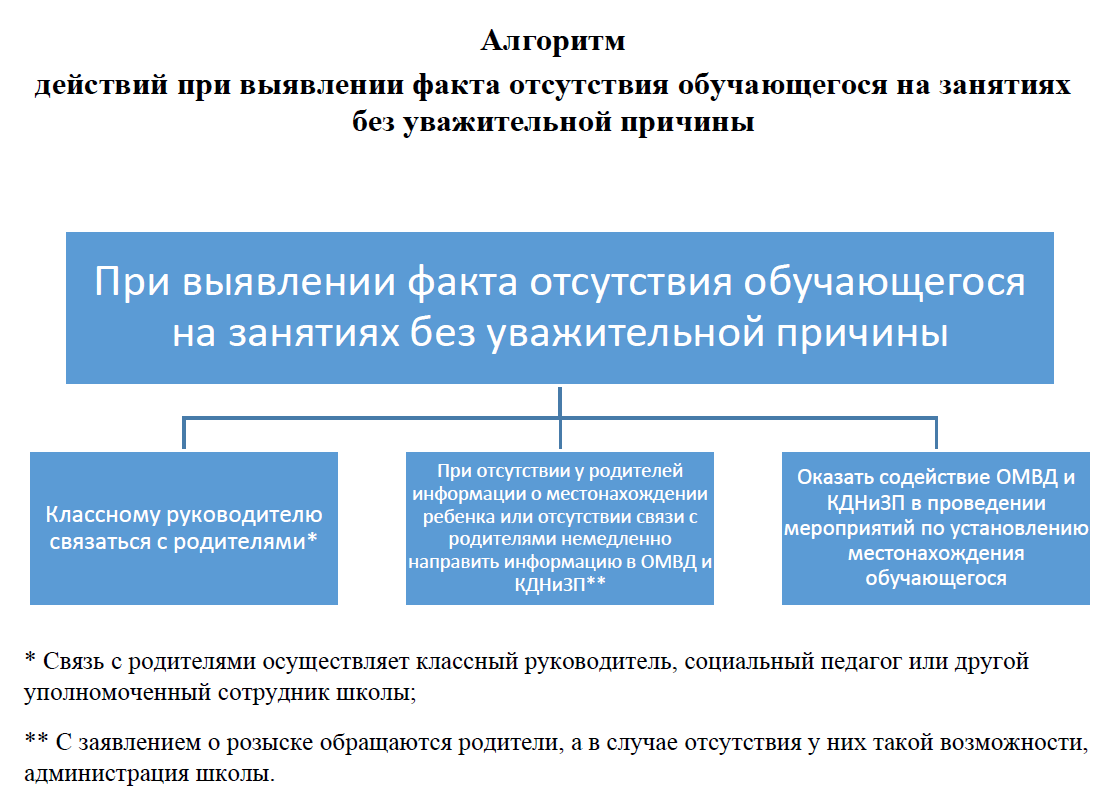 Алгоритм
действий при выявлении факта отсутствия обучающегося на занятиях
без уважительной причины
При выявлении факта отсутствия обучающегося
на занятиях без уважительной причины
Классному руководителю
связаться с родителями*
При отсутствии у родителей
информации о местонахождении
ребенка или отсутствии связи с
родителями немедленно
направить информацию в ОМВД и
КДНиЗП**
Оказать содействие ОМВД и
КДНиЗП в проведении
мероприятий по установлению
местонахождения
обучающегося
* Связь с родителями осуществляет классный руководитель, социальный педагог или другой
уполномоченный сотрудник школы;
** С заявлением о розыске обращаются родители, а в случае отсутствия у них такой возможности,
администрация школы.